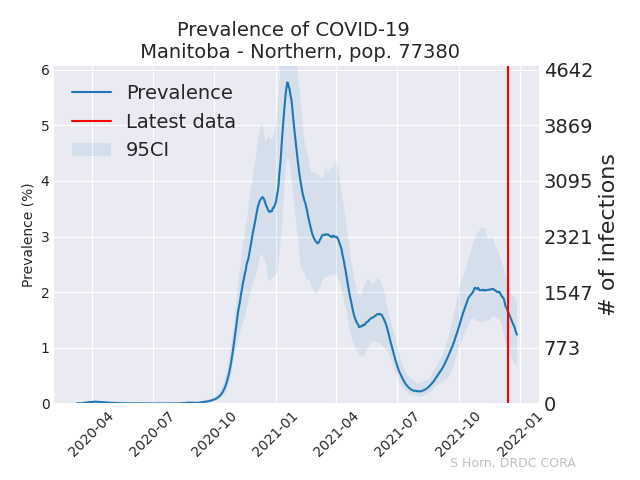 Prevalence of COVID-19
Manitoba - Northern, pop. 77380
Prevalence
Latest data
95CI
Prevalence (%)
6
5
4
3
2
1
0
4642
3869
3095
2321
1547
773
0
# of infections
2020-04
2020-07
2020-10
2021-01
2021-04
2021-07
2021-10
2022-01
S Horn, DRDC CORA